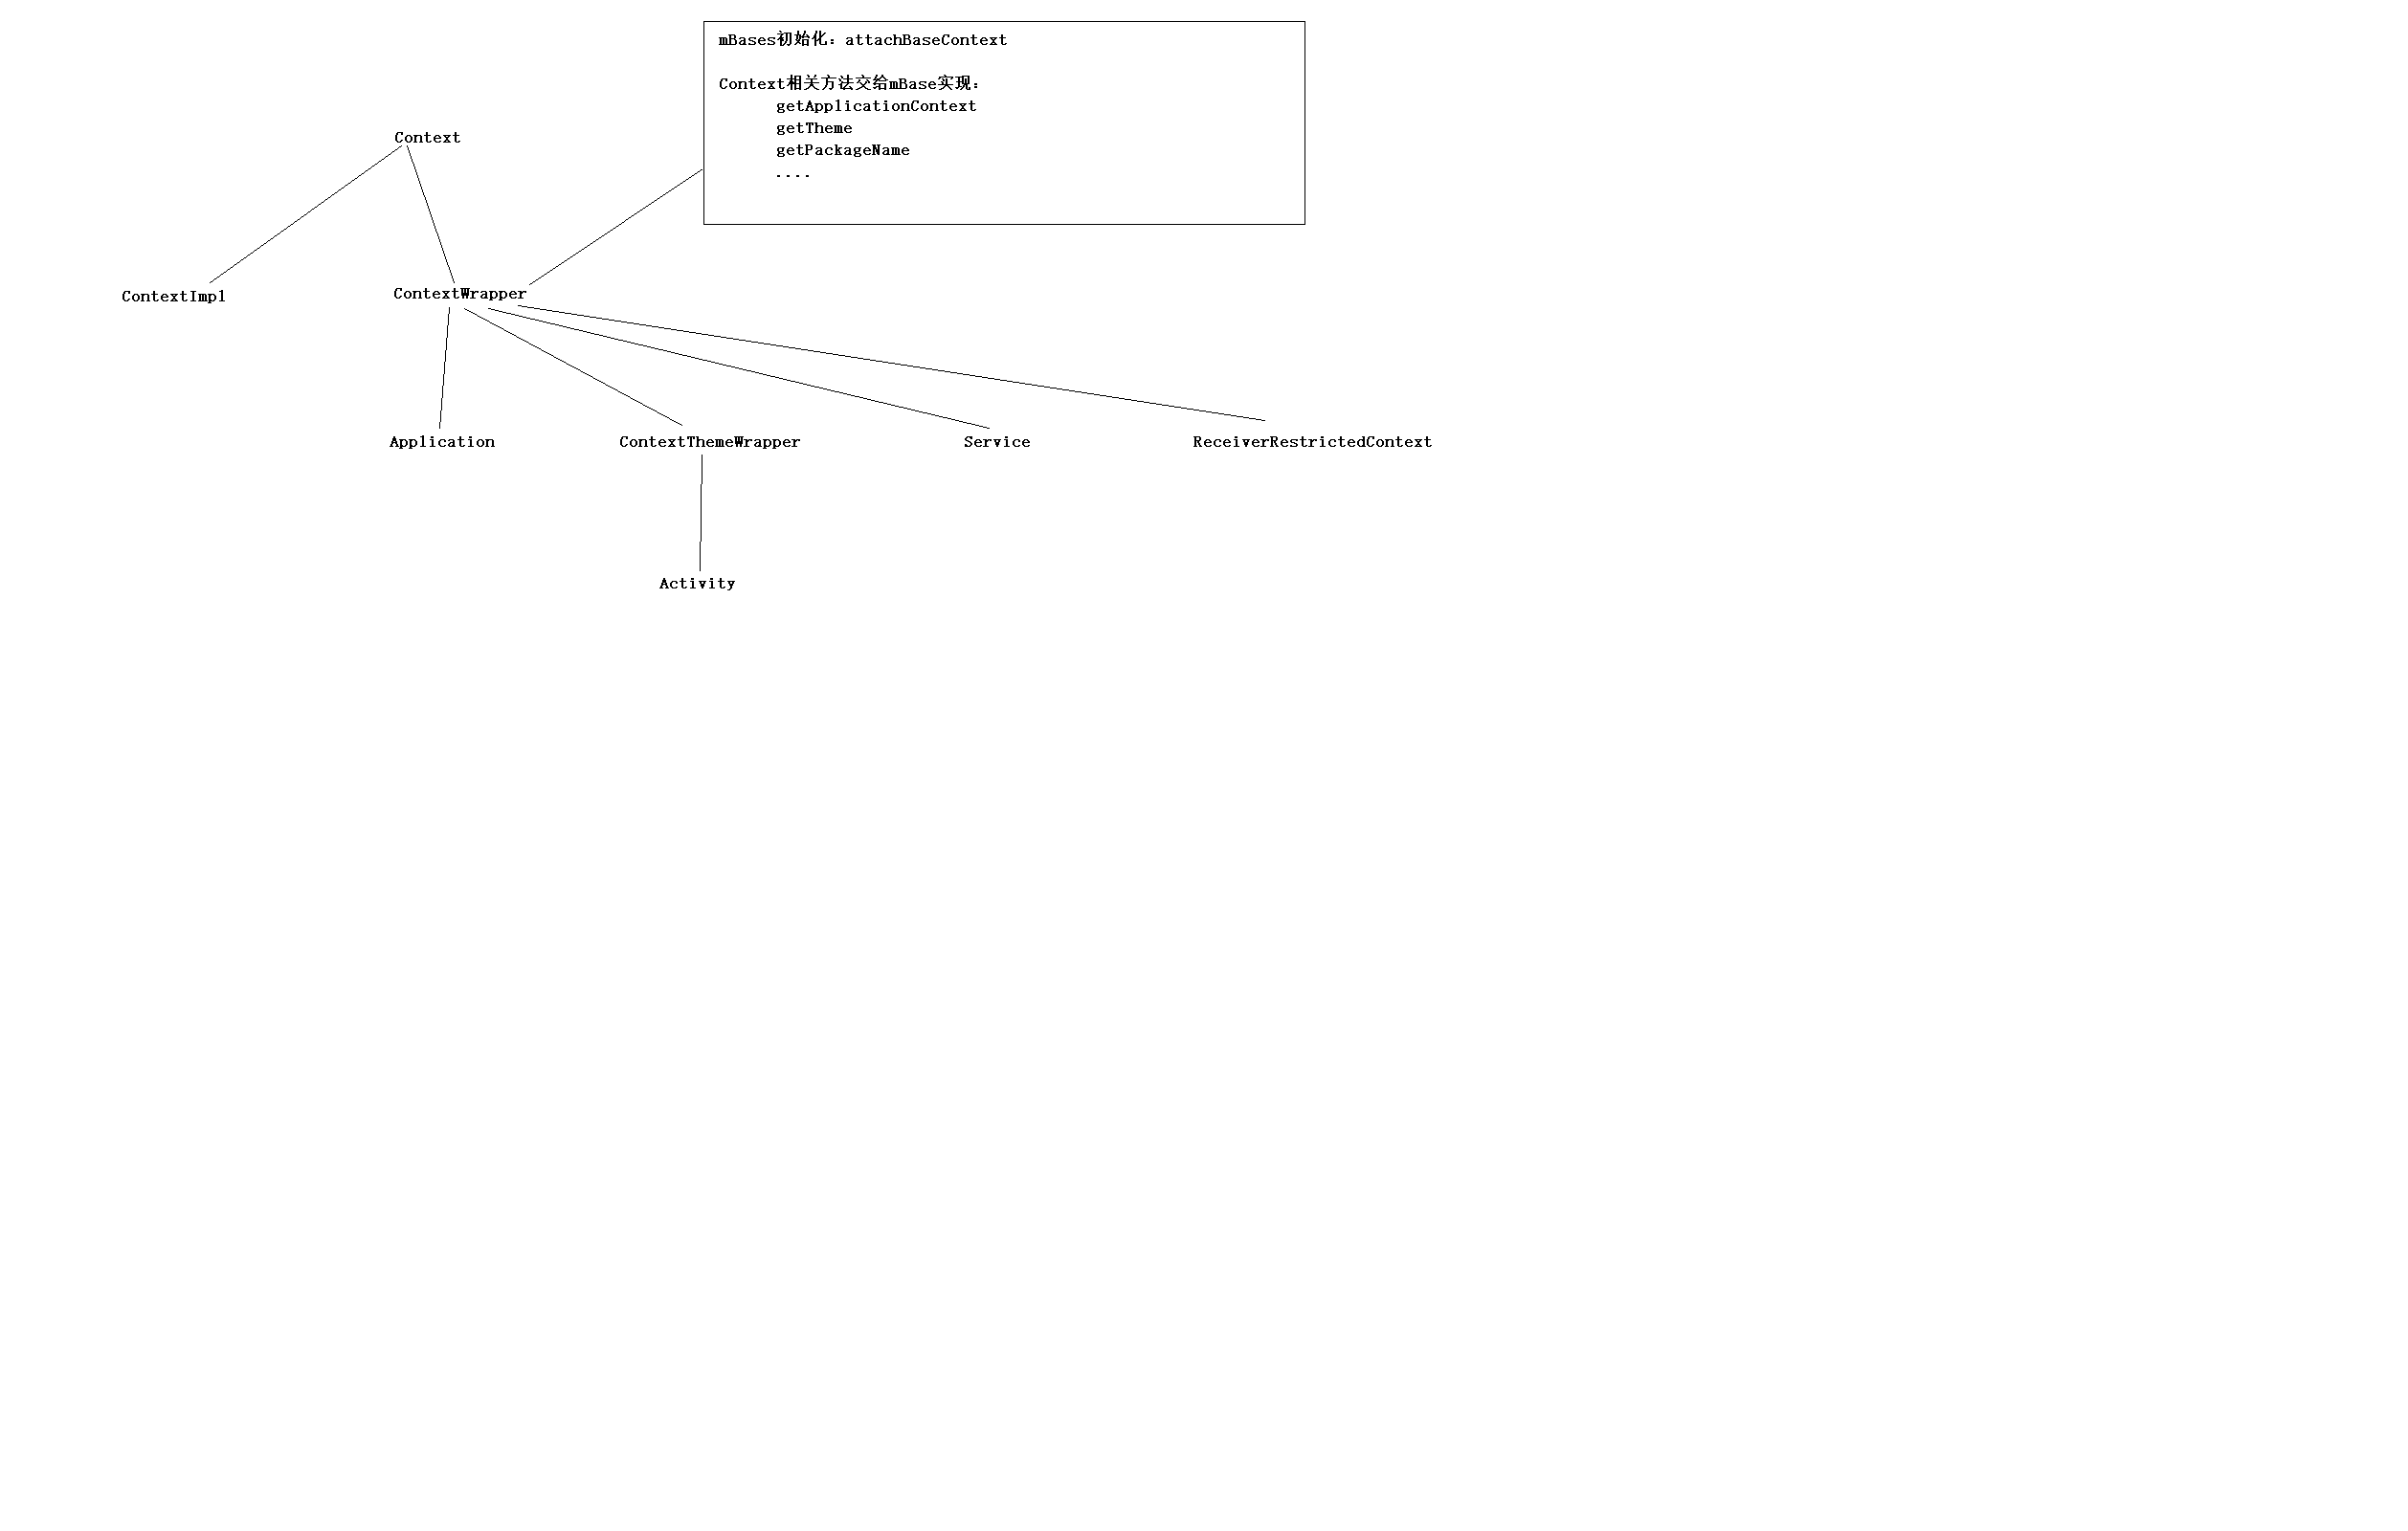 mBases初始化：attachBaseContext
Context相关方法交给mBase实现：
getApplicationContext
getTheme
getPackageName
....
Context
ContextImpl
ContextWrapper
Application
ContextThemeWrapper
Service
ReceiverRestrictedContext
Activity